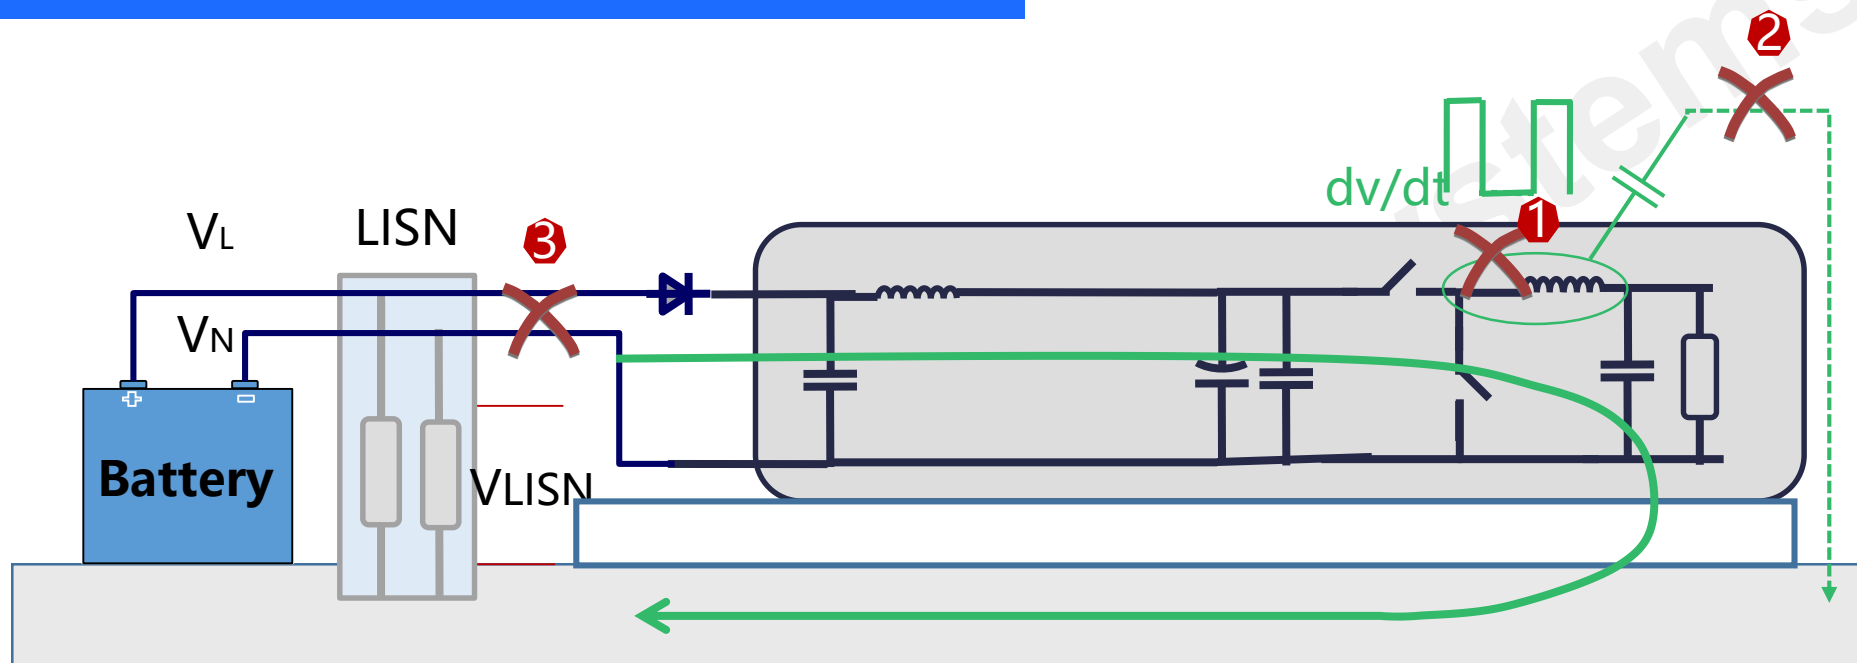 2
dv/dt
1
VL
LISN
3
VN
+
-
Battery
VLISN